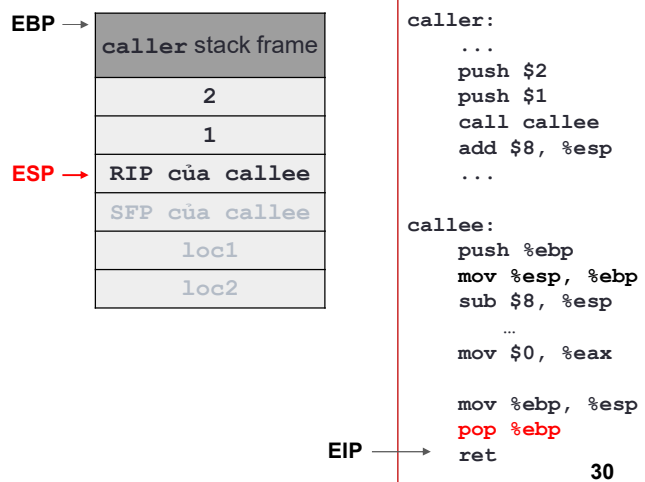 EBP
caller stack frame
2
1
ESP
RIP của callee
SFP của callee
loc1
loc2
caller:
...
push $2
push $1
call callee
add $8, %esp
...
callee:
push %ebp
mov %esp, %ebp
sub $8, %esp
…
mov $0, %eax
mov %ebp, %esp
pop %ebp
EIP
ret
30